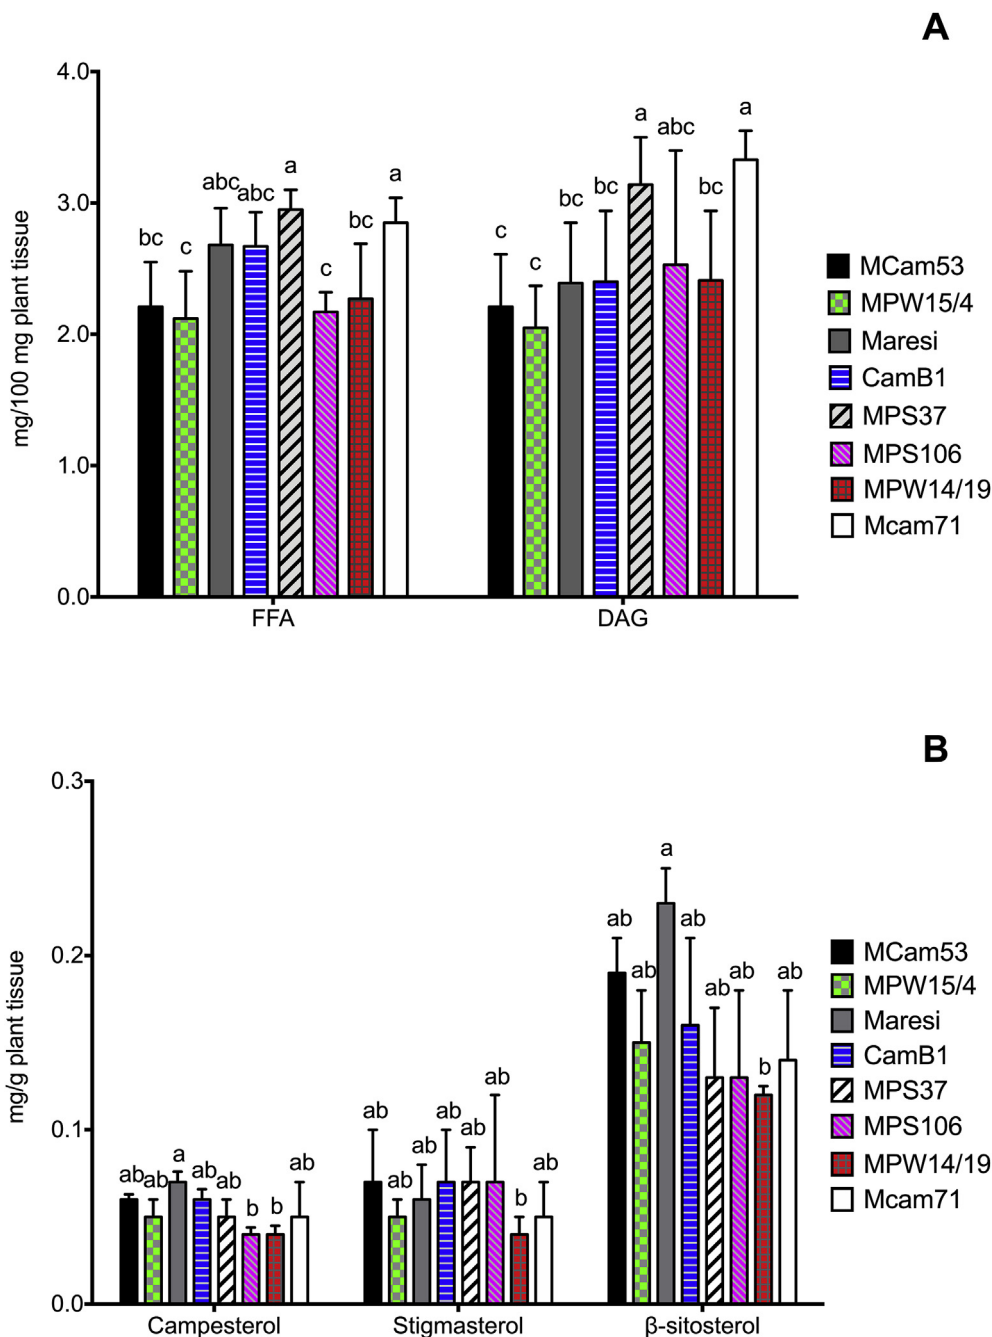 A
4.0
3.0
2.0
1.0
0.0
mg/100 mg plant tissue
bc
c
abc
abc
a
c
bc
a
c
c
bc
bc
a
abc
bc
a
FFA
DAG
MCam53
MPW15/4
Maresi
CamB1
MPS37
MPS106
MPW14/19
Mcam71
B
0.3
0.2
0.1
0.0
mg/g plant tissue
ab
ab
a
ab
ab
b
b
ab
ab
ab
ab
ab
ab
ab
b
ab
ab
ab
a
ab
ab
ab
b
ab
Campesterol
Stigmasterol
β-sitosterol
MCam53
MPW15/4
Maresi
CamB1
MPS37
MPS106
MPW14/19
Mcam71